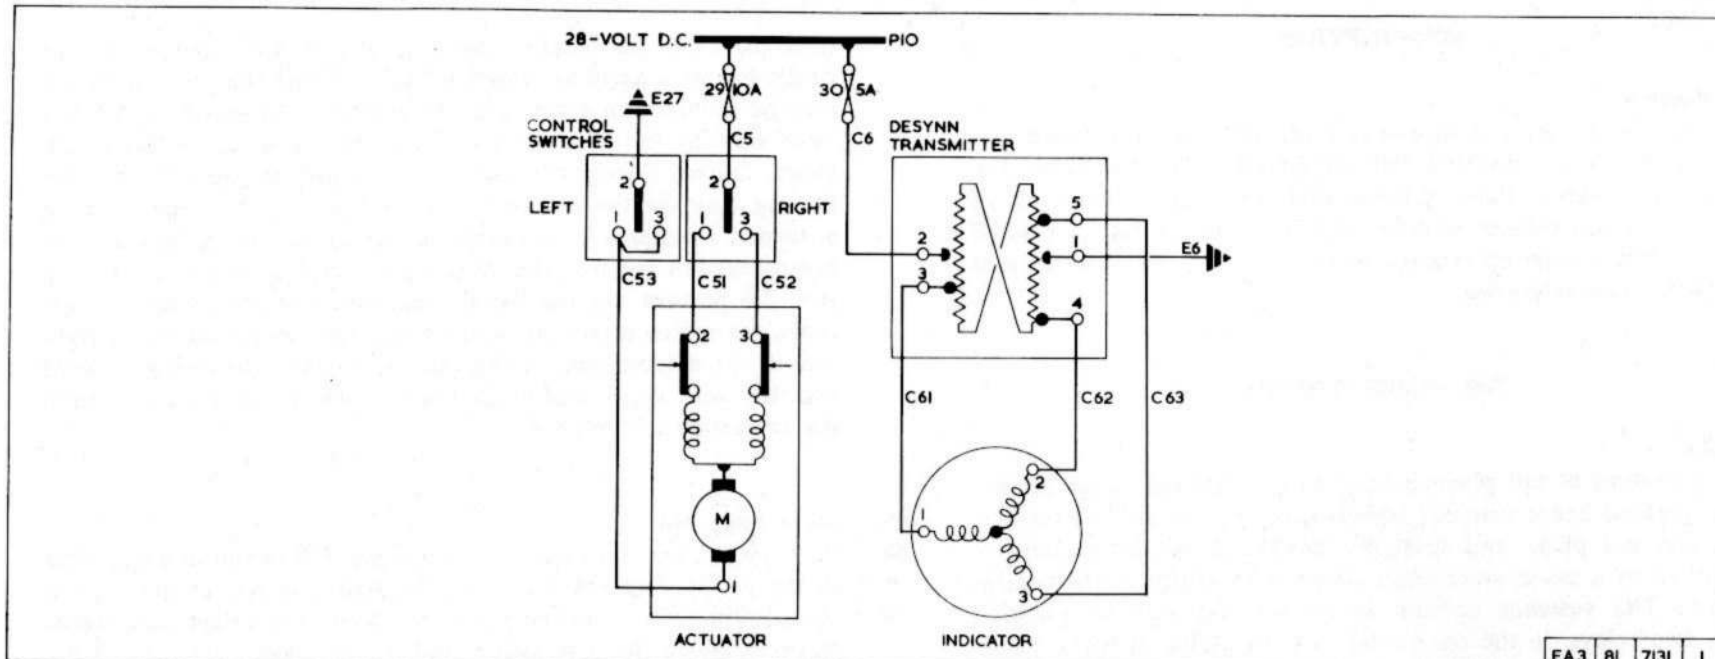 28-VOLT D.C. PIO
29 10A
30 5A
E27
CONTROL
SWITCHES
C5
C6
DESYNN
TRANSMITTER
2
2
LEFT
1
3
1
3
RIGHT
5
2
1
E6
3
4
C53
C51
C52
2
3
C61
C62
C63
M
1
1
2
3
ACTUATOR
INDICATOR
EA3 81 7131 1